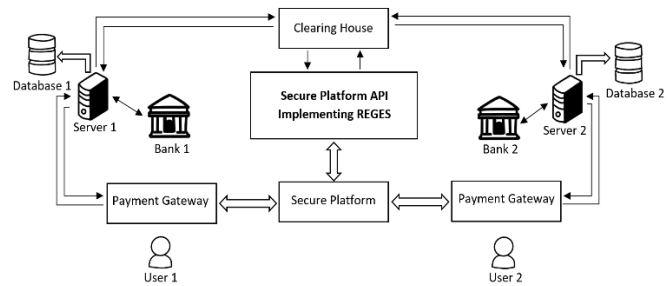 Clearing House
Database 1
Secure Platform API
Implementing REGES
Database 2
Server 1
Bank 1
Bank 2
Server 2
Payment Gateway
Secure Platform
Payment Gateway
User 1
User 2